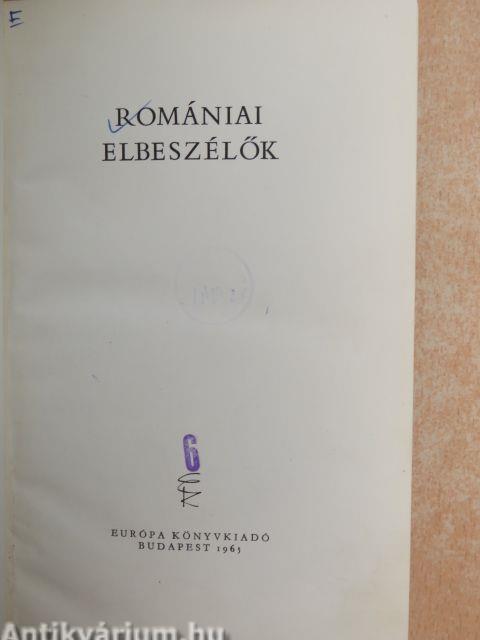 E
ROMÁNIAI
ELBESZÉLŐK
6
EURÓPA KÖNYVKIADÓ
BUDAPEST 1965
Antikvárium.hu